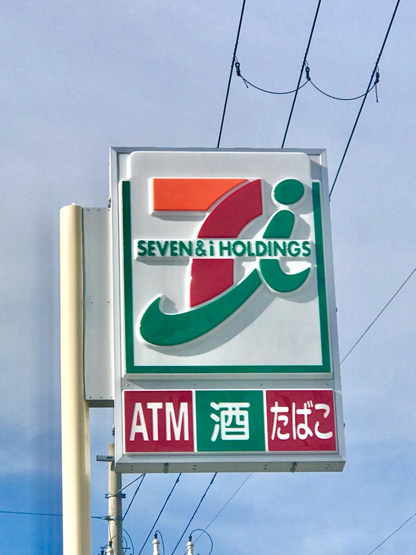 SEVEN & i HOLDINGS
ATM 酒 たばこ